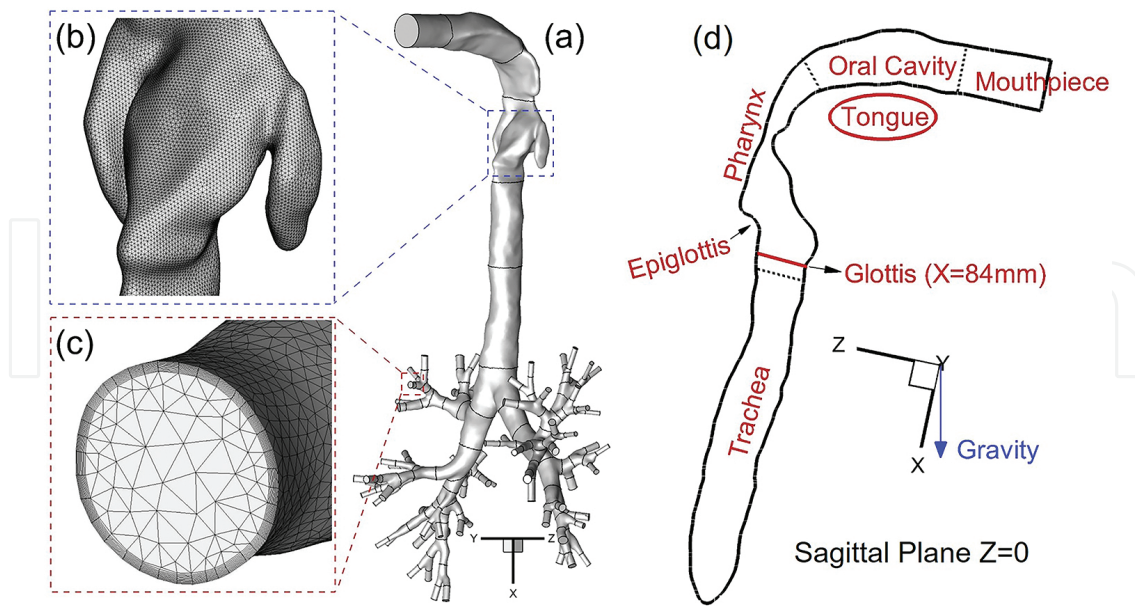 (b)
(a)
(c)
Y
Z
X
(d)
Oral Cavity
Mouthpiece
Tongue
Pharynx
Epiglottis
Glottis (X=84mm)
Trachea
Z
Y
X
Gravity
Sagittal Plane Z=0